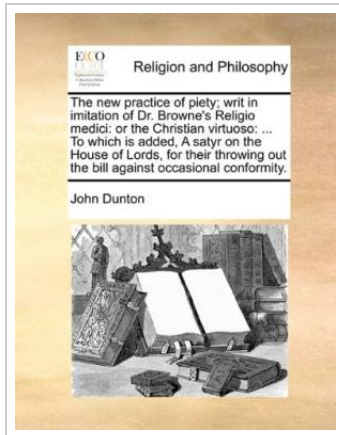 ECCO
Religion and Philosophy
The new practice of piety; writ in
imitation of Dr. Browne's Religio
medici: or the Christian virtuoso: ...
To which is added, A satyr on the
House of Lords, for their throwing out
the bill against occasional conformity.
John Dunton